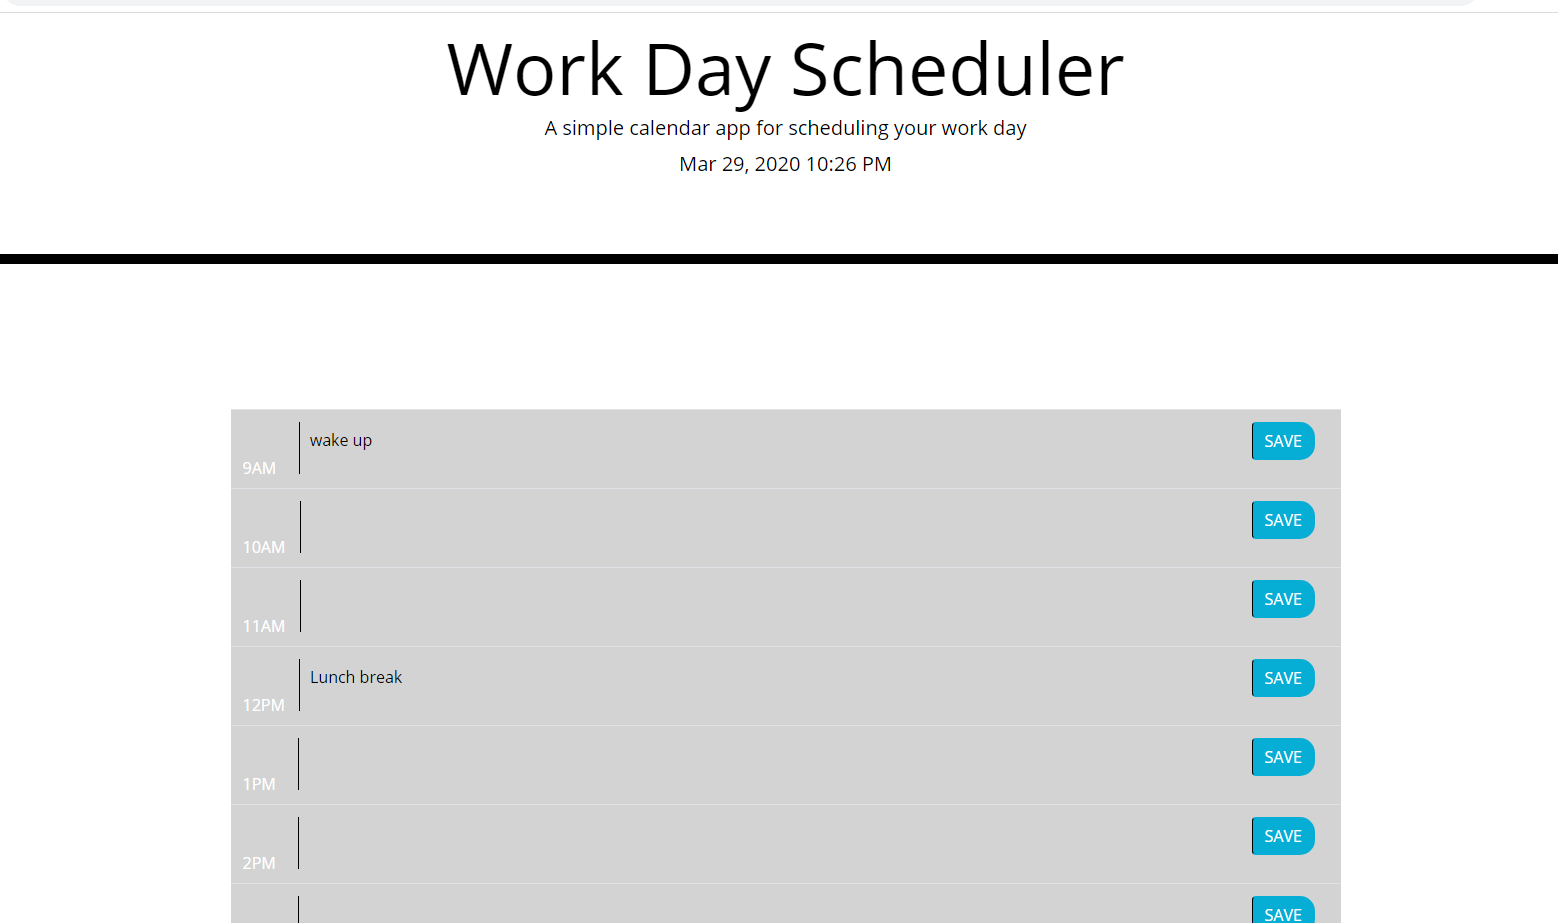 Work Day Scheduler
A simple calendar app for scheduling your work day
Mar 29, 2020 10:26 PM
wake up
SAVE
9AM
SAVE
10AM
SAVE
11AM
Lunch break
SAVE
12PM
SAVE
1PM
SAVE
2PM
SAVE